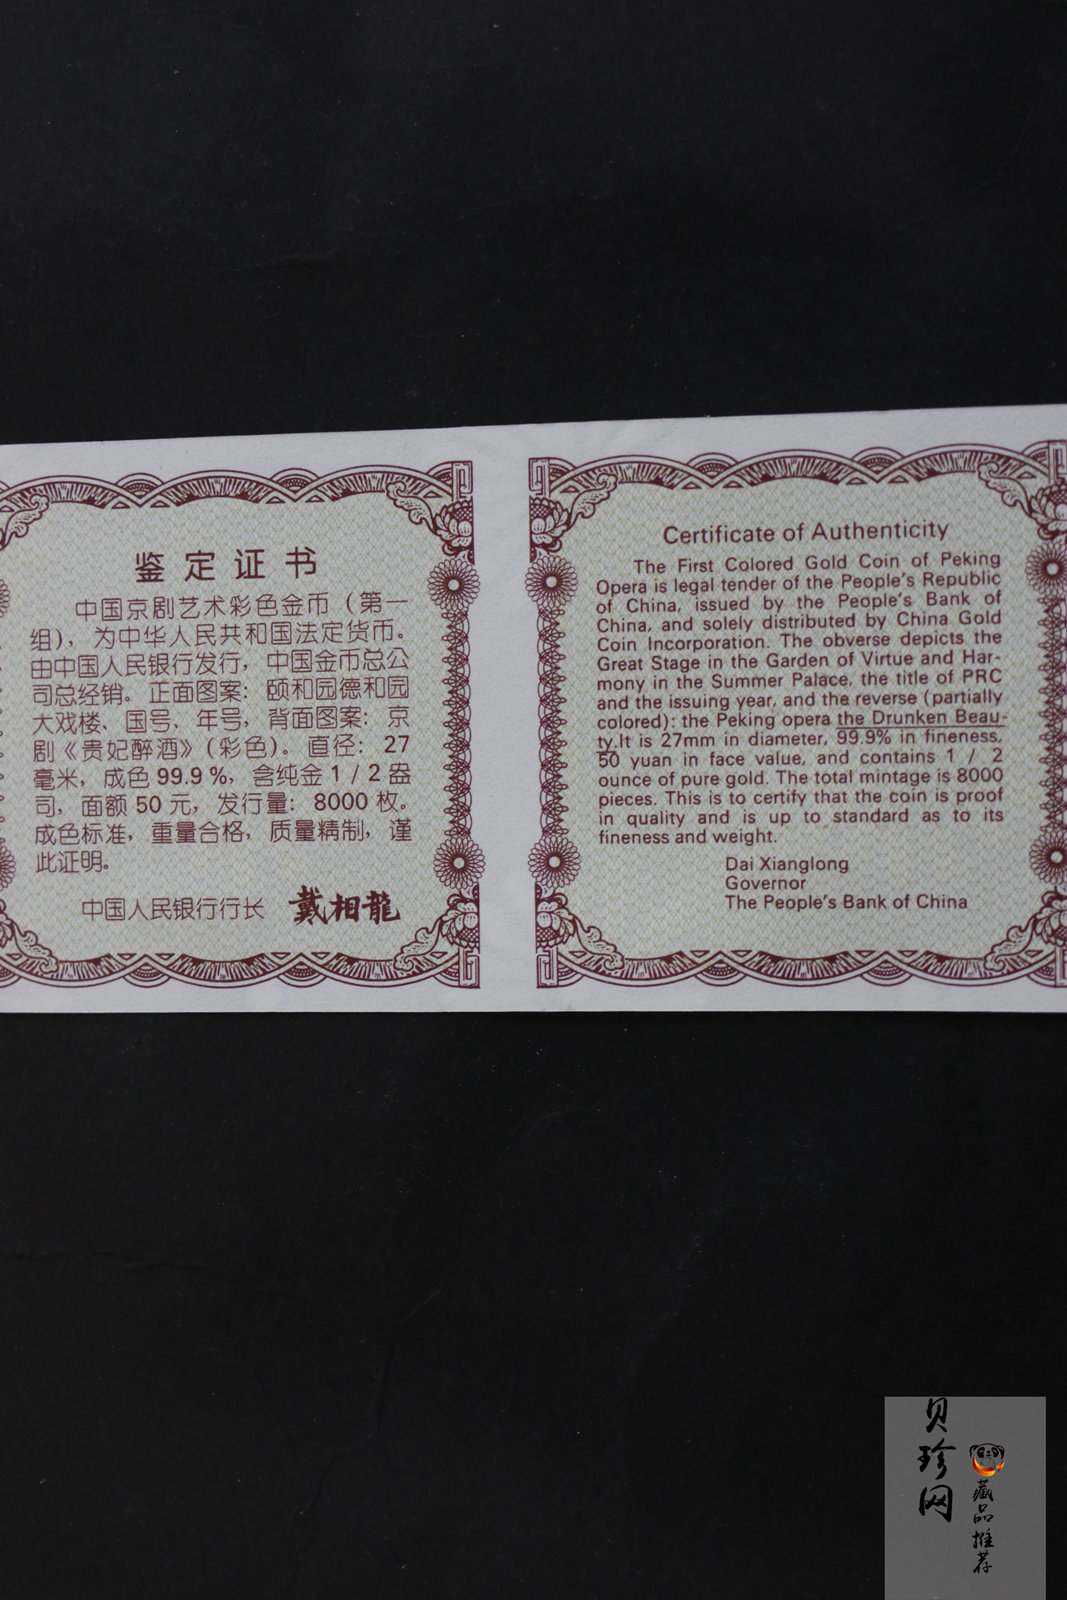 鉴定证书
中国京剧艺术彩色金币（第一
组），为中华人民共和国法定货币。
由中国人民银行发行，中国金币总公
司总经销。正面图案：颐和园德和园
大戏楼、国号、年号，背面图案：京
剧《贵妃醉酒》（彩色）。直径：27
毫米，成色99.9%，含纯金1/2盎
司，面额50元，发行量：8000枚。
成色标准，重量合格，质量精制，谨
此证明。
中国人民银行行长 戴相龍
Certificate of Authenticity
The First Colored Gold Coin of Peking
Opera is legal tender of the People's Republic
of China, issued by the People's Bank of
China, and solely distributed by China Gold
Coin Incorporation. The obverse depicts the
Great Stage in the Garden of Virtue and Har-
mony in the Summer Palace, the title of PRC
and the issuing year, and the reverse (partially
colored): the Peking opera the Drunken Beau-
ty.It is 27mm in diameter, 99.9% in fineness,
50 yuan in face value, and contains 1 / 2
ounce of pure gold. The total mintage is 8000
pieces. This is to certify that the coin is proof
in quality and is up to standard as to its
fineness and weight.
Dai Xianglong
Governor
The People's Bank of China
贝珍网
藏品推荐